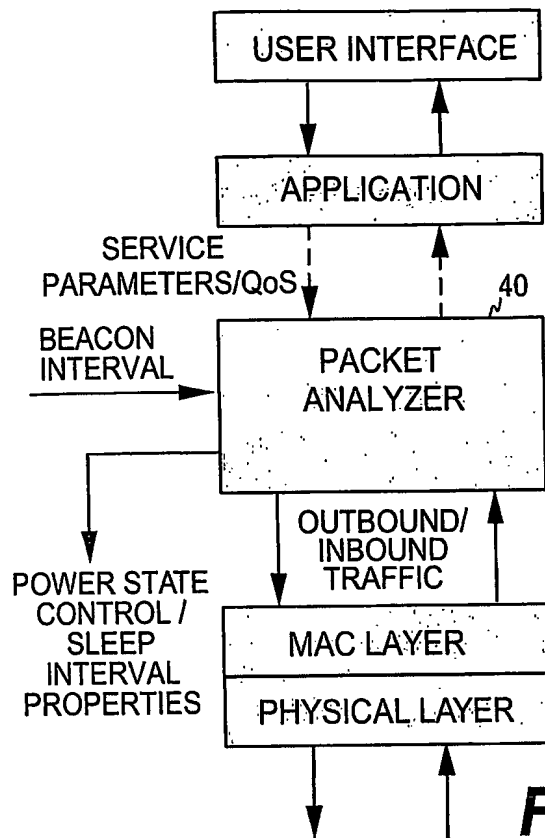 USER INTERFACE
APPLICATION
SERVICE
PARAMETERS/QoS
40
BEACON
INTERVAL
PACKET
ANALYZER
OUTBOUND/
INBOUND
TRAFFIC
POWER STATE
CONTROL /
SLEEP
INTERVAL
PROPERTIES
MAC LAYER
PHYSICAL LAYER
F